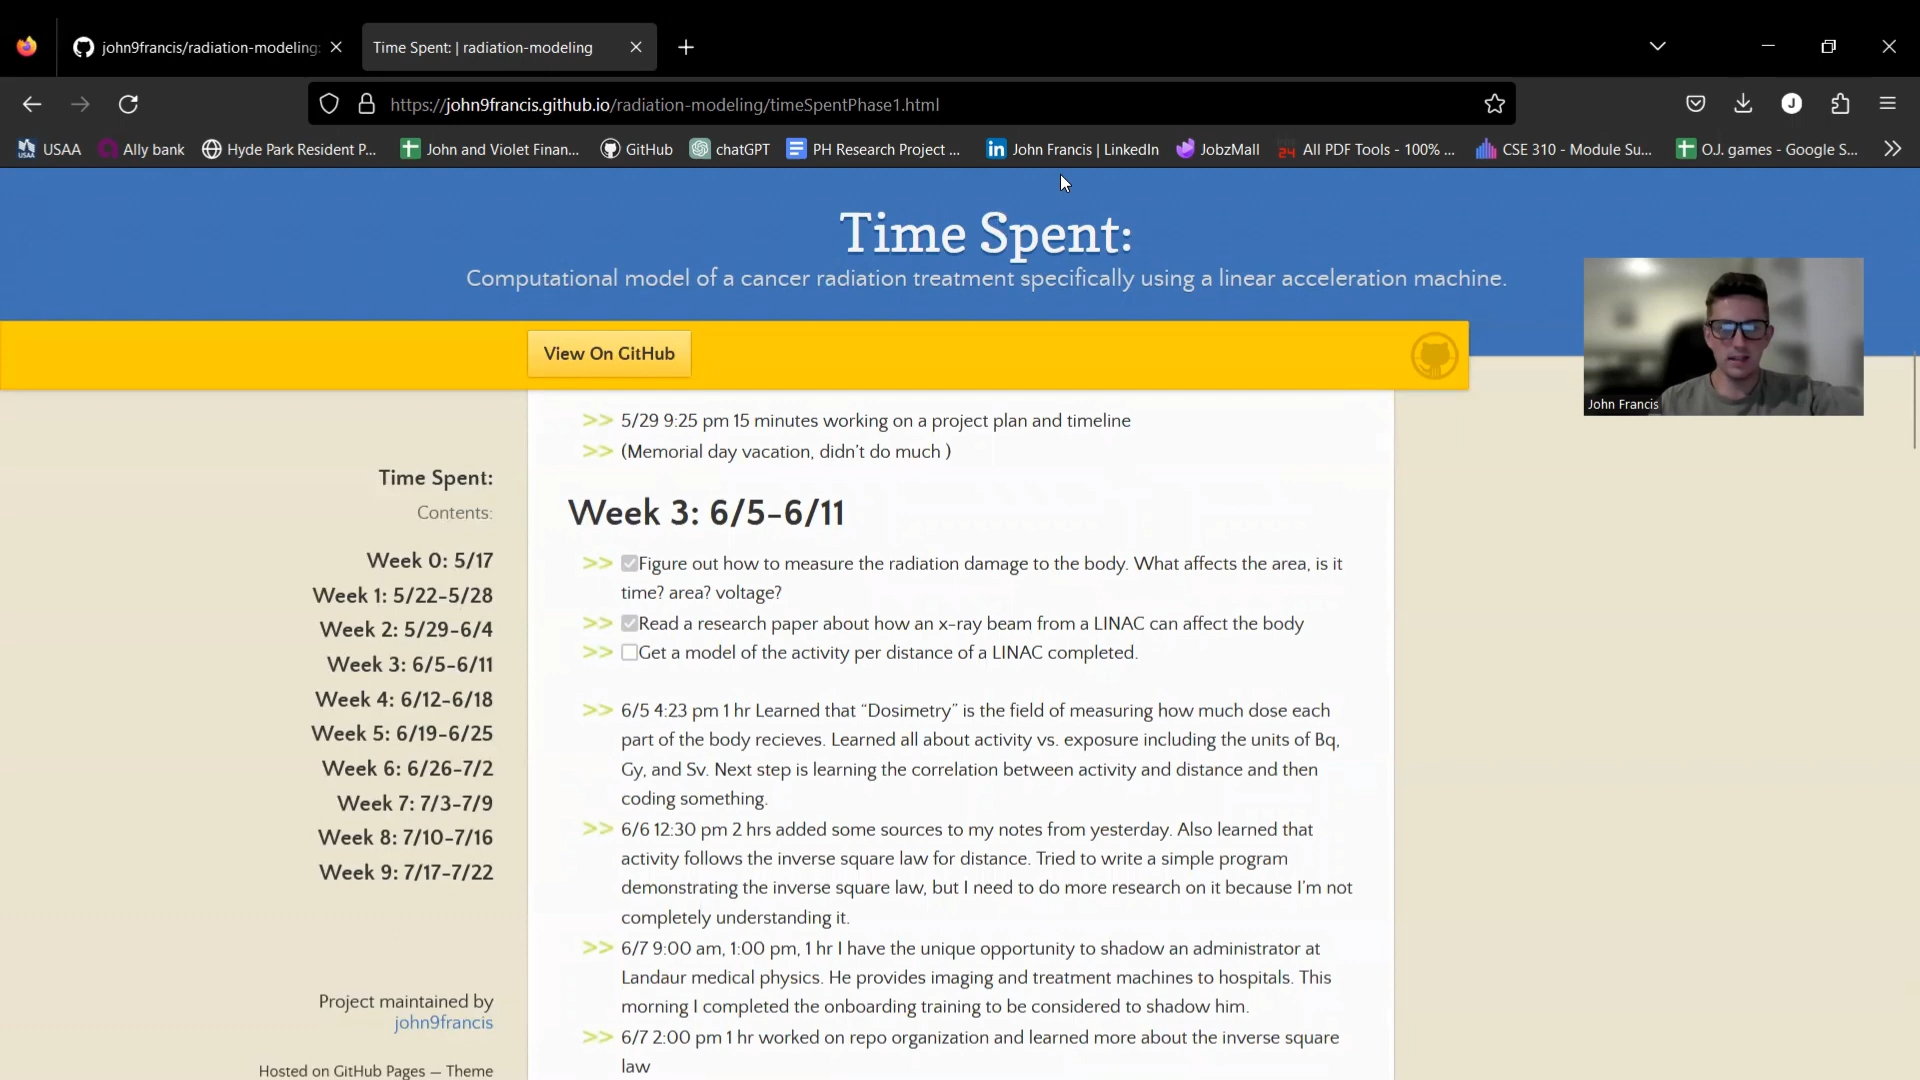 john9francis/radiation-modeling:
Time Spent: | radiation-modeling
https://john9francis.github.io/radiation-modeling/timeSpentPhase1.html
J
USAA
Ally bank
Hyde Park Resident P...
John and Violet Finan...
GitHub
chatGPT
PH Research Project ...
John Francis | LinkedIn
JobzMall
All PDF Tools - 100% ...
CSE 310 - Module Su...
O.J. games - Google S...
Time Spent:
Computational model of a cancer radiation treatment specifically using a linear acceleration machine.
View On GitHub
John Francis
Time Spent:
Contents:
Week 0: 5/17
Week 1: 5/22-5/28
Week 2: 5/29-6/4
Week 3: 6/5-6/11
Week 4: 6/12-6/18
Week 5: 6/19-6/25
Week 6: 6/26-7/2
Week 7: 7/3-7/9
Week 8: 7/10-7/16
Week 9: 7/17-7/22
Project maintained by
john9francis
Hosted on GitHub Pages — Theme
>> 5/29 9:25 pm 15 minutes working on a project plan and timeline
>> (Memorial day vacation, didn't do much )
Week 3: 6/5-6/11
>> Figure out how to measure the radiation damage to the body. What affects the area, is it
time? area? voltage?
>> Read a research paper about how an x-ray beam from a LINAC can affect the body
>> Get a model of the activity per distance of a LINAC completed.
>> 6/5 4:23 pm 1 hr Learned that “Dosimetry” is the field of measuring how much dose each
part of the body recieves. Learned all about activity vs. exposure including the units of Bq,
Gy, and Sv. Next step is learning the correlation between activity and distance and then
coding something.
>> 6/6 12:30 pm 2 hrs added some sources to my notes from yesterday. Also learned that
activity follows the inverse square law for distance. Tried to write a simple program
demonstrating the inverse square law, but I need to do more research on it because I'm not
completely understanding it.
>> 6/7 9:00 am, 1:00 pm, 1 hr I have the unique opportunity to shadow an administrator at
Landaur medical physics. He provides imaging and treatment machines to hospitals. This
morning I completed the onboarding training to be considered to shadow him.
>> 6/7 2:00 pm 1 hr worked on repo organization and learned more about the inverse square
law